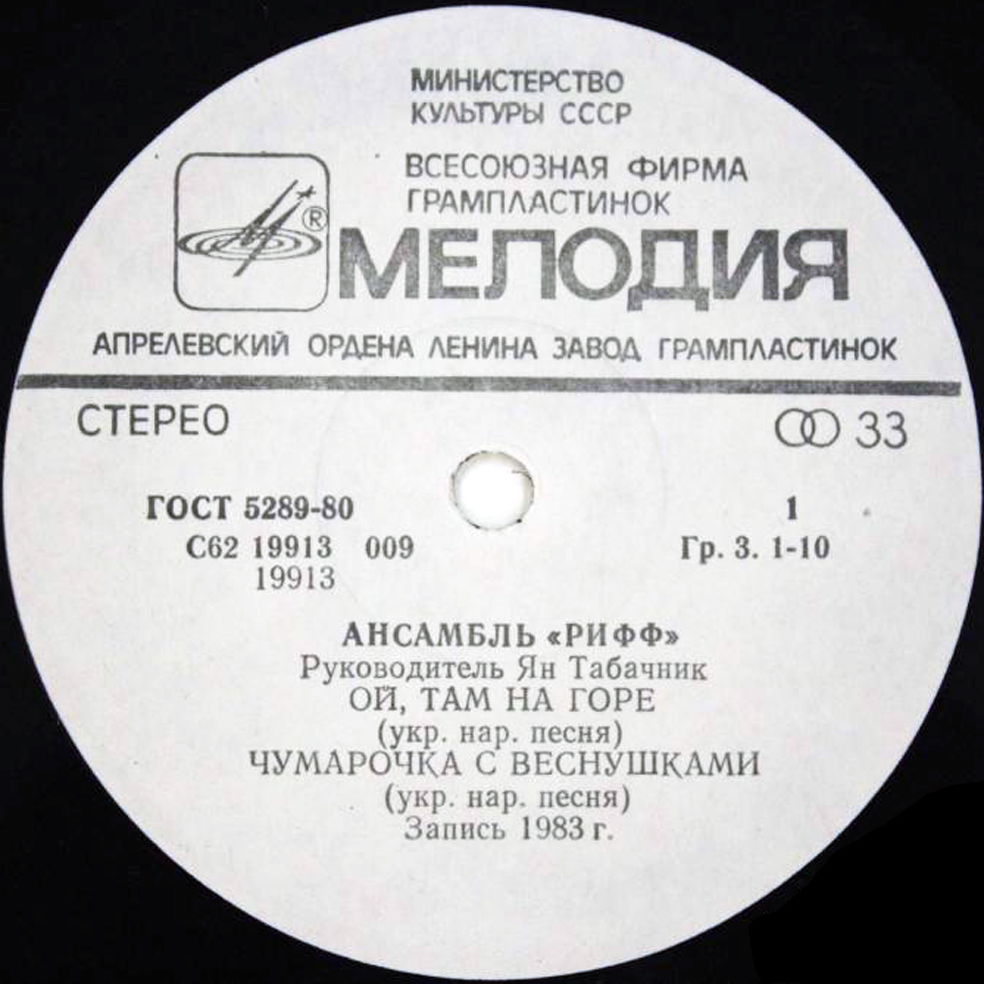 МИНИСТЕРСТВО
КУЛЬТУРЫ СССР
ВСЕСОЮЗНАЯ ФИРМА
ГРАМПЛАСТИНОК
®
МЕЛОДИЯ
АПРЕЛЕВСКИЙ ОРДЕНА ЛЕНИНА ЗАВОД ГРАМПЛАСТИНОК
СТЕРЕО 33
ГОСТ 5289-80 1
С62 19913 009 Гр. 3. 1-10
19913
АНСАМБЛЬ «РИФФ»
Руководитель Ян Табачник
ОЙ, ТАМ НА ГОРЕ
(укр. нар. песня)
ЧУМАРОЧКА С ВЕСНУШКАМИ
(укр. нар. песня)
Запись 1983 г.